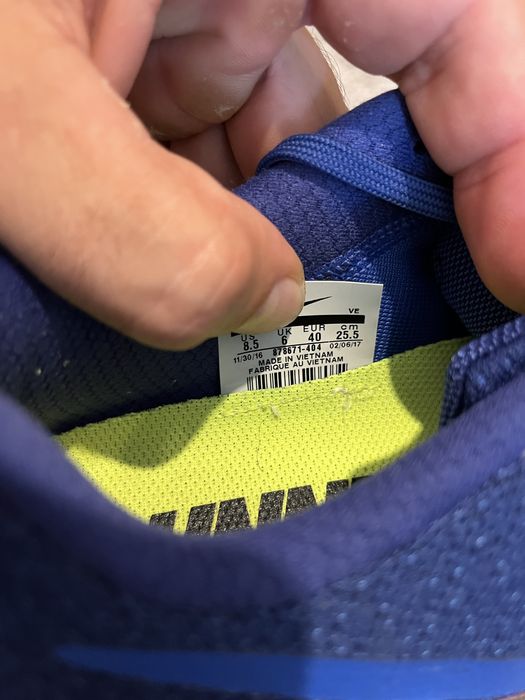 VE
US UK EUR cm
8.5 6 40 25.5
11/30/16 878671-404 02/06/17
MADE IN VIETNAM
FABRIQUE AU VIETNAM